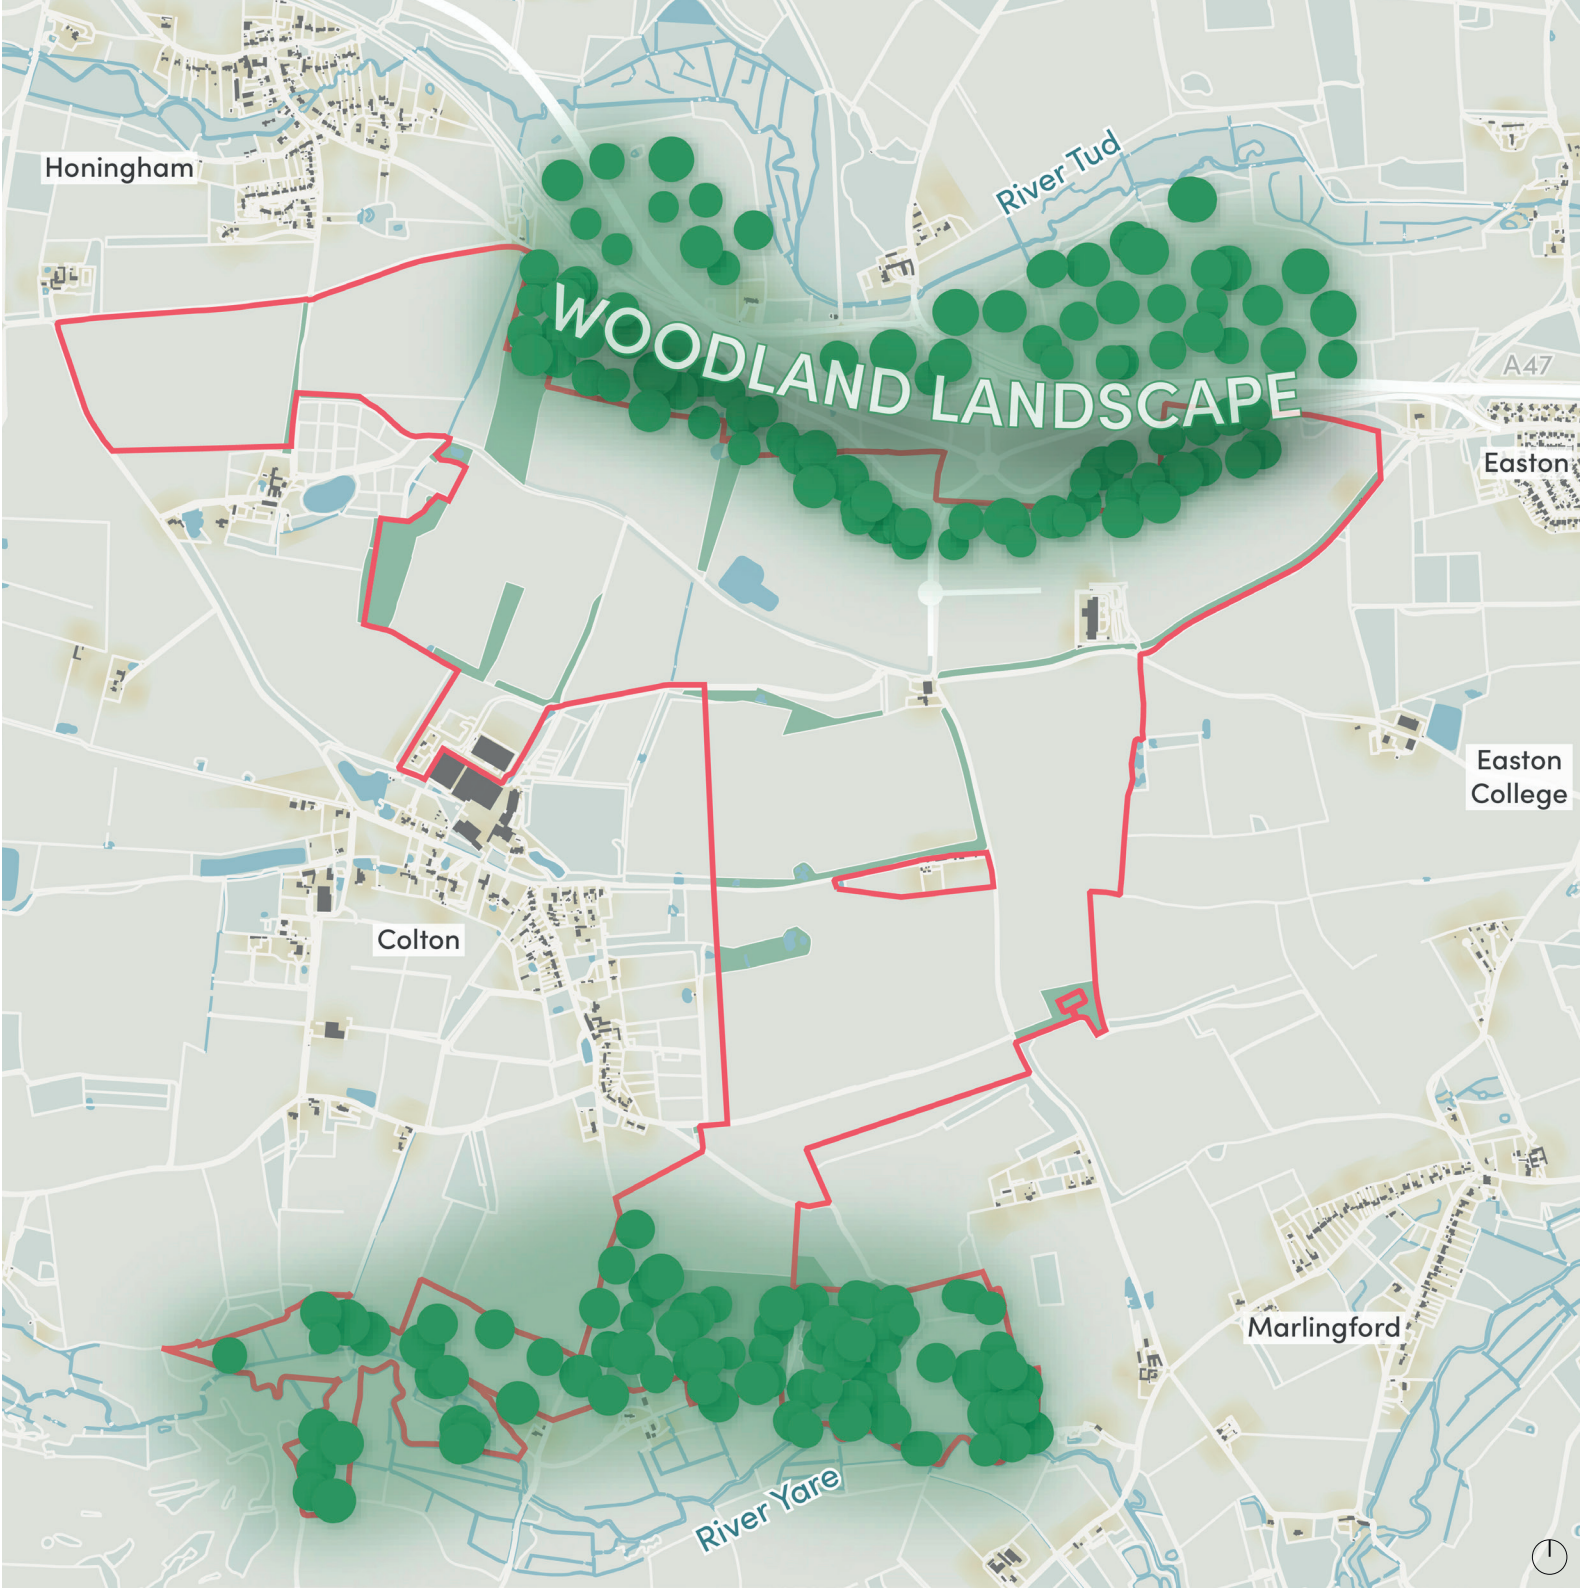 Honingham
River Tud
WOODLAND LANDSCAPE
A47
Easton
Easton
College
Colton
Marlingford
River Yare